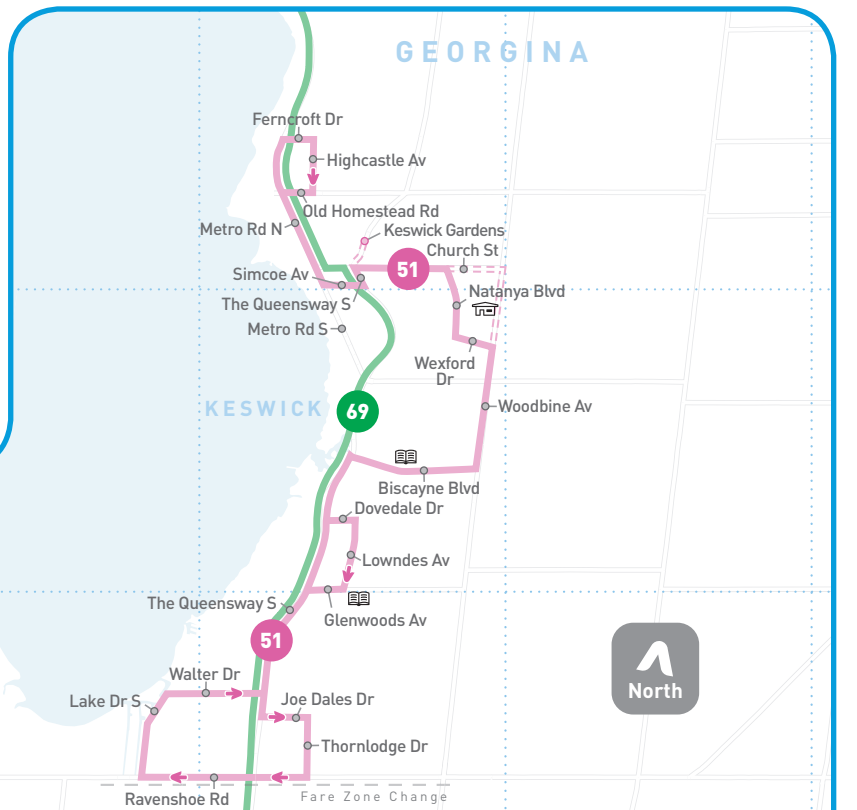 GEORGINA
Ferncroft Dr
Highcastle Av
Old Homestead Rd
Metro Rd N
Keswick Gardens
Church St
51
Simcoe Av
Natanya Blvd
The Queensway S
Metro Rd S
Wexford
Dr
KESWICK
69
Woodbine Av
Biscayne Blvd
Dovedale Dr
Lowndes Av
The Queensway S
Glenwoods Av
51
Walter Dr
North
Lake Dr S
Joe Dales Dr
Thornlodge Dr
Ravenshoe Rd
Fare Zone Change